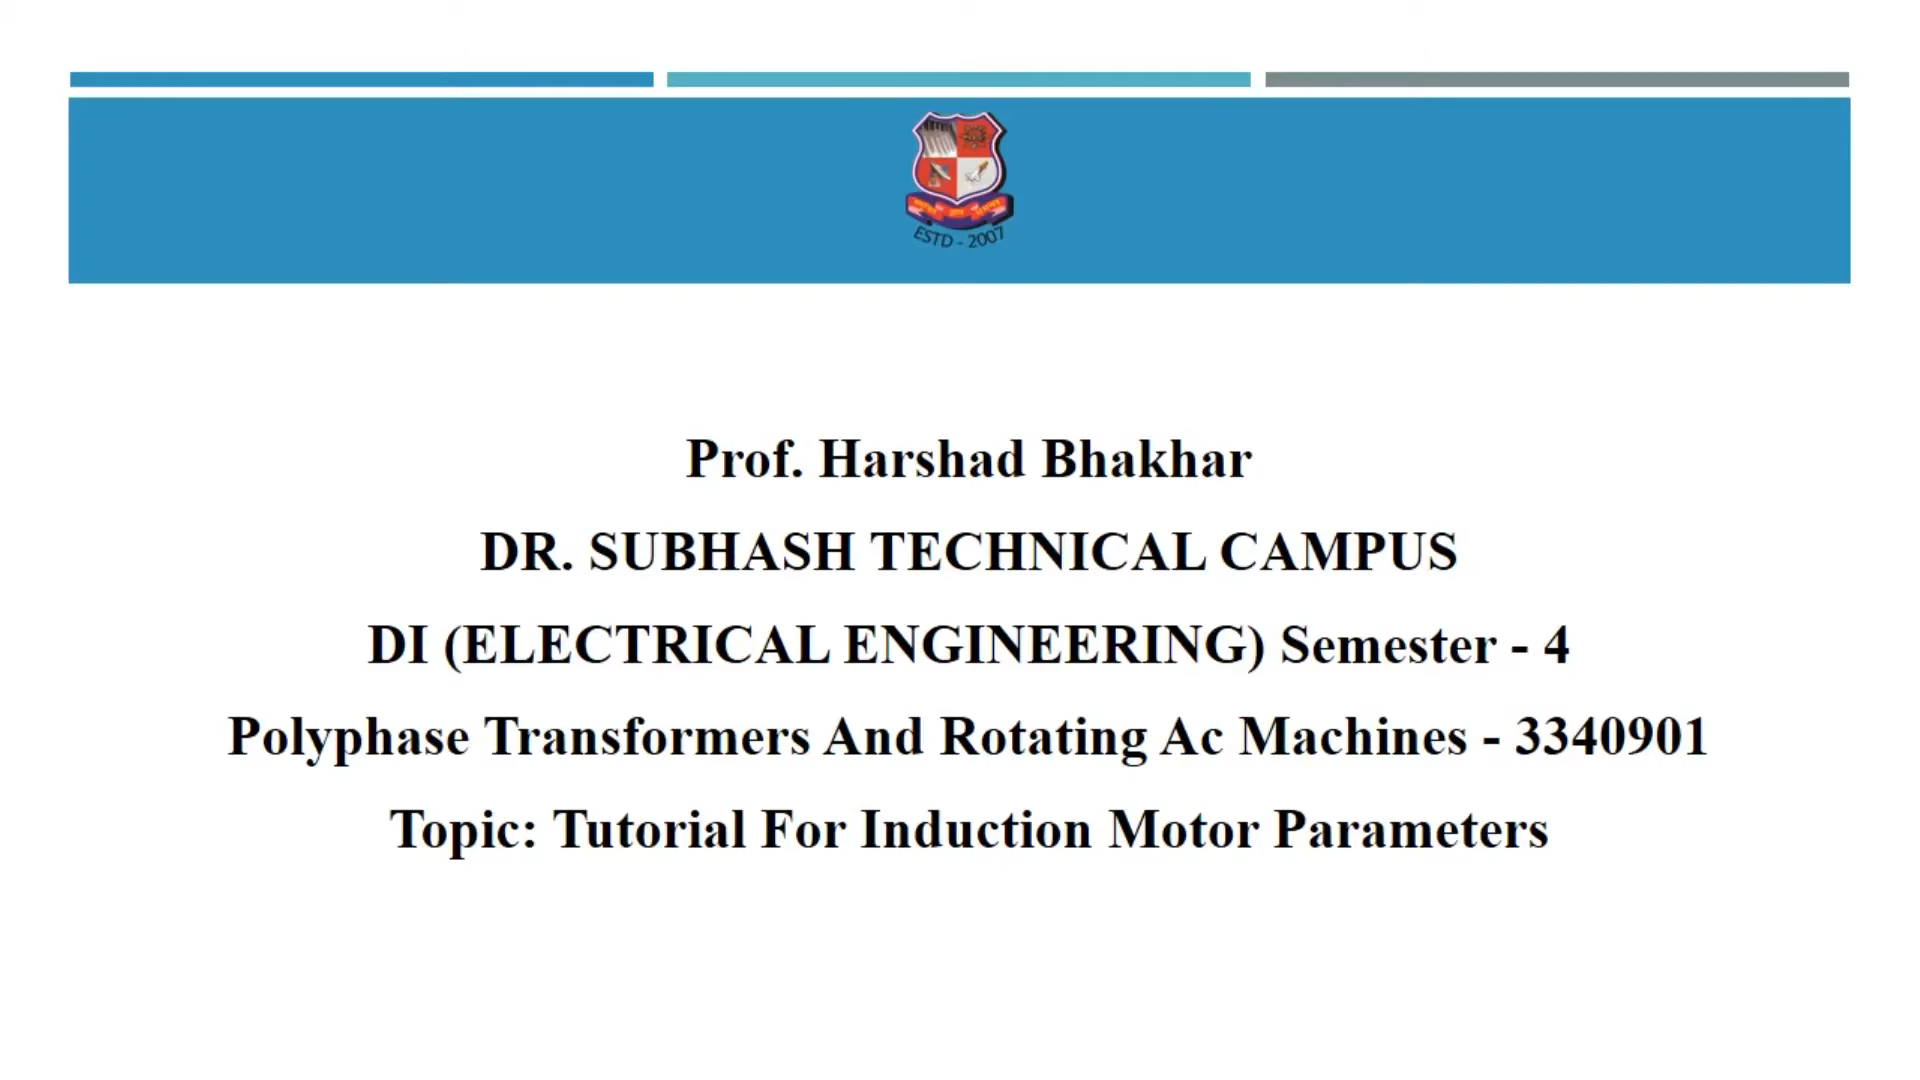 ESTD - 2007
Prof. Harshad Bhakhar
DR. SUBHASH TECHNICAL CAMPUS
DI (ELECTRICAL ENGINEERING) Semester - 4
Polyphase Transformers And Rotating Ac Machines - 3340901
Topic: Tutorial For Induction Motor Parameters